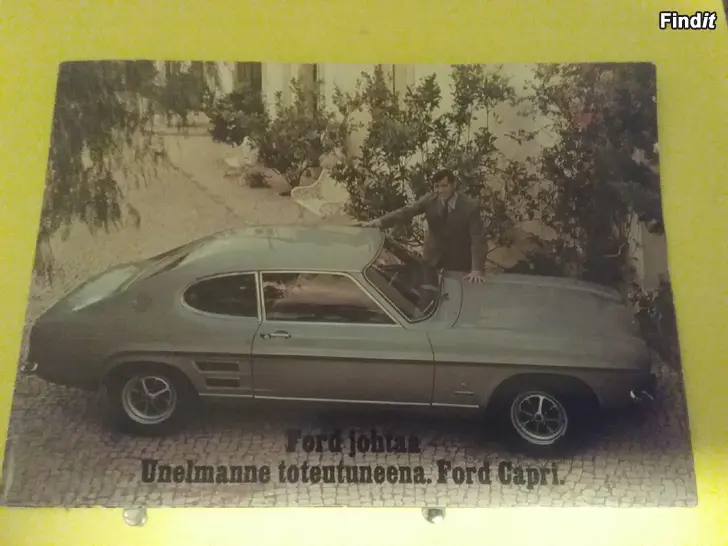 Findit
Ford johtaa
Unelmanne toteutuneena. Ford Capri.